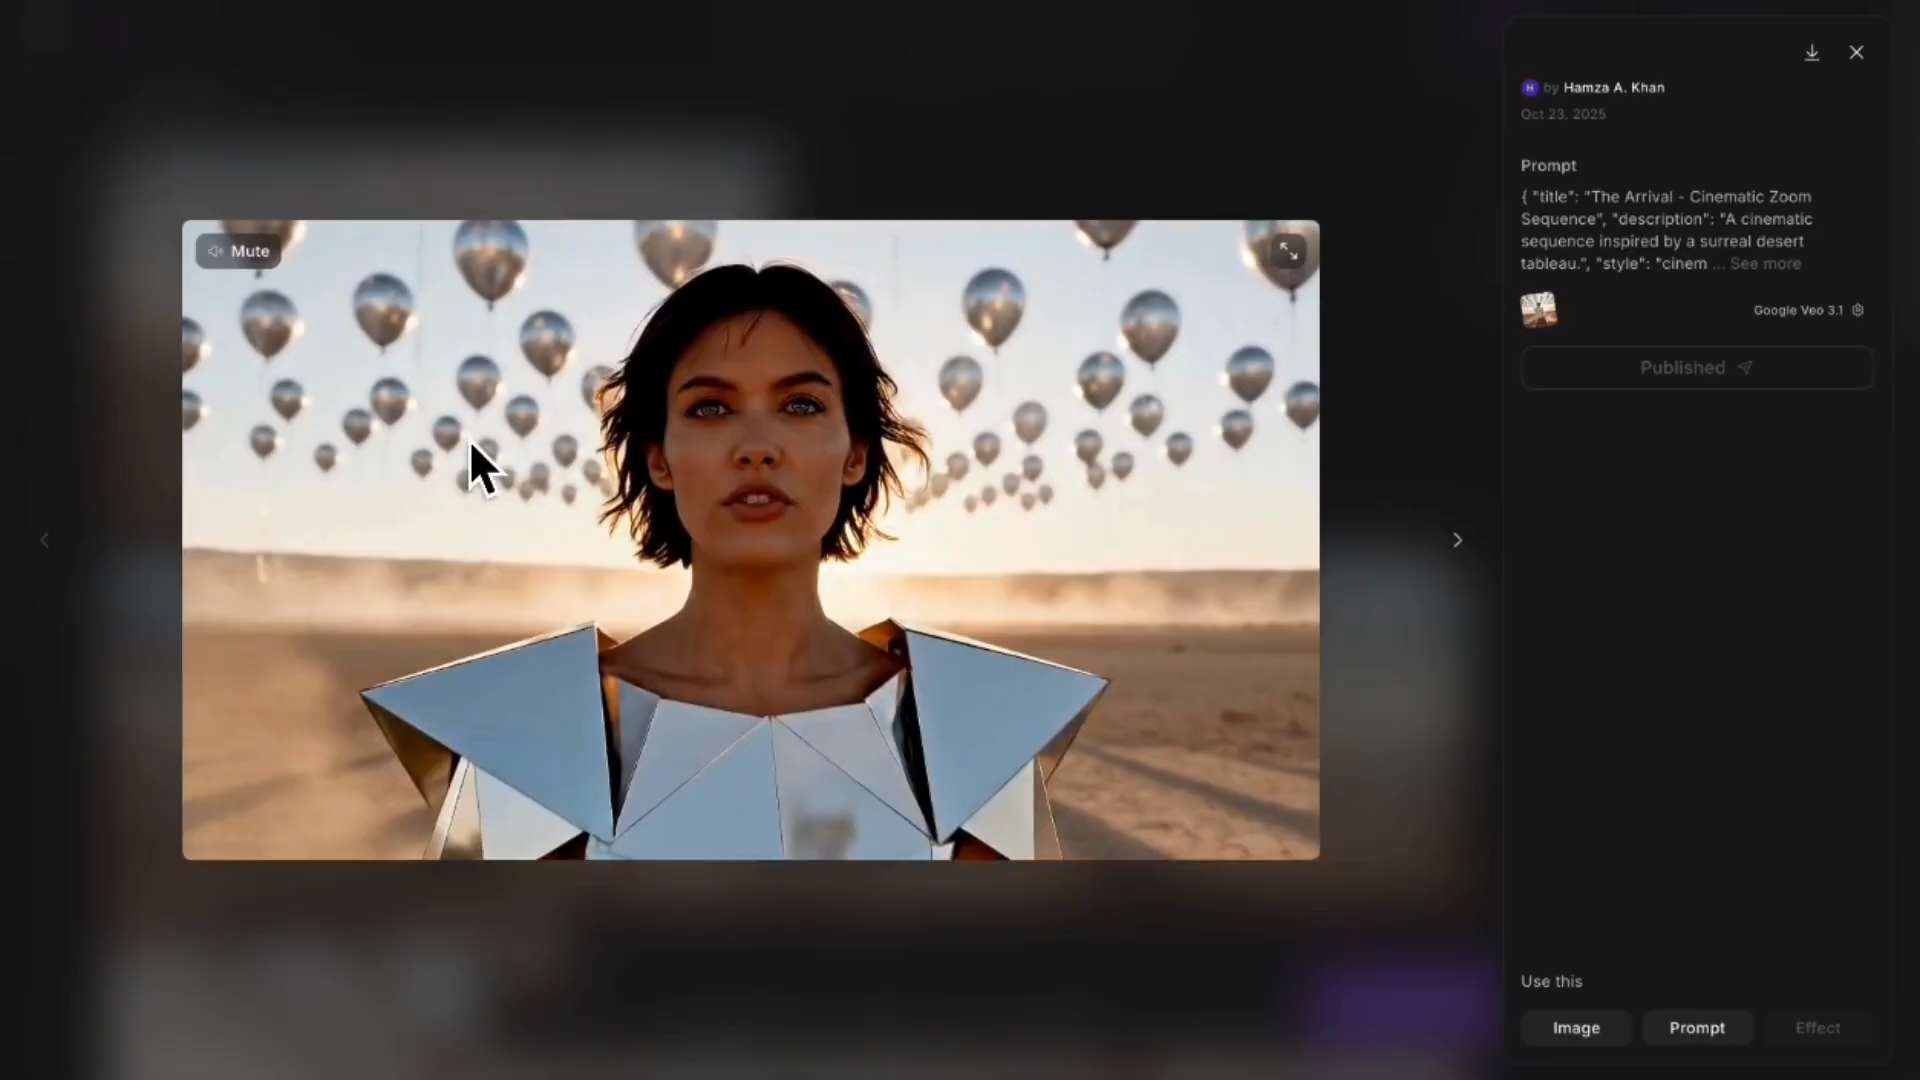 Mute
H by Hamza A. Khan
Oct 23, 2025
Prompt
{ "title": "The Arrival - Cinematic Zoom
Sequence", "description": "A cinematic
sequence inspired by a surreal desert
tableau.", "style": "cinem ... See more
Google Veo 3.1
Published
Use this
Image Prompt Effect